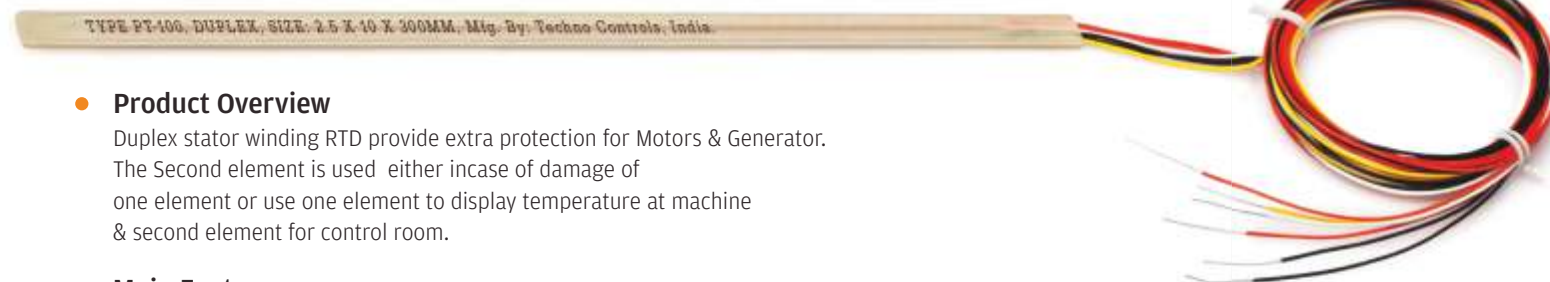 TYPE PT-100, DUPLEX, SIZE: 2.5 X 10 X 300MM, Mfg. By: Techno Controls, India.
Product Overview
Duplex stator winding RTD provide extra protection for Motors & Generator.
The Second element is used either incase of damage of
one element or use one element to display temperature at machine
& second element for control room.